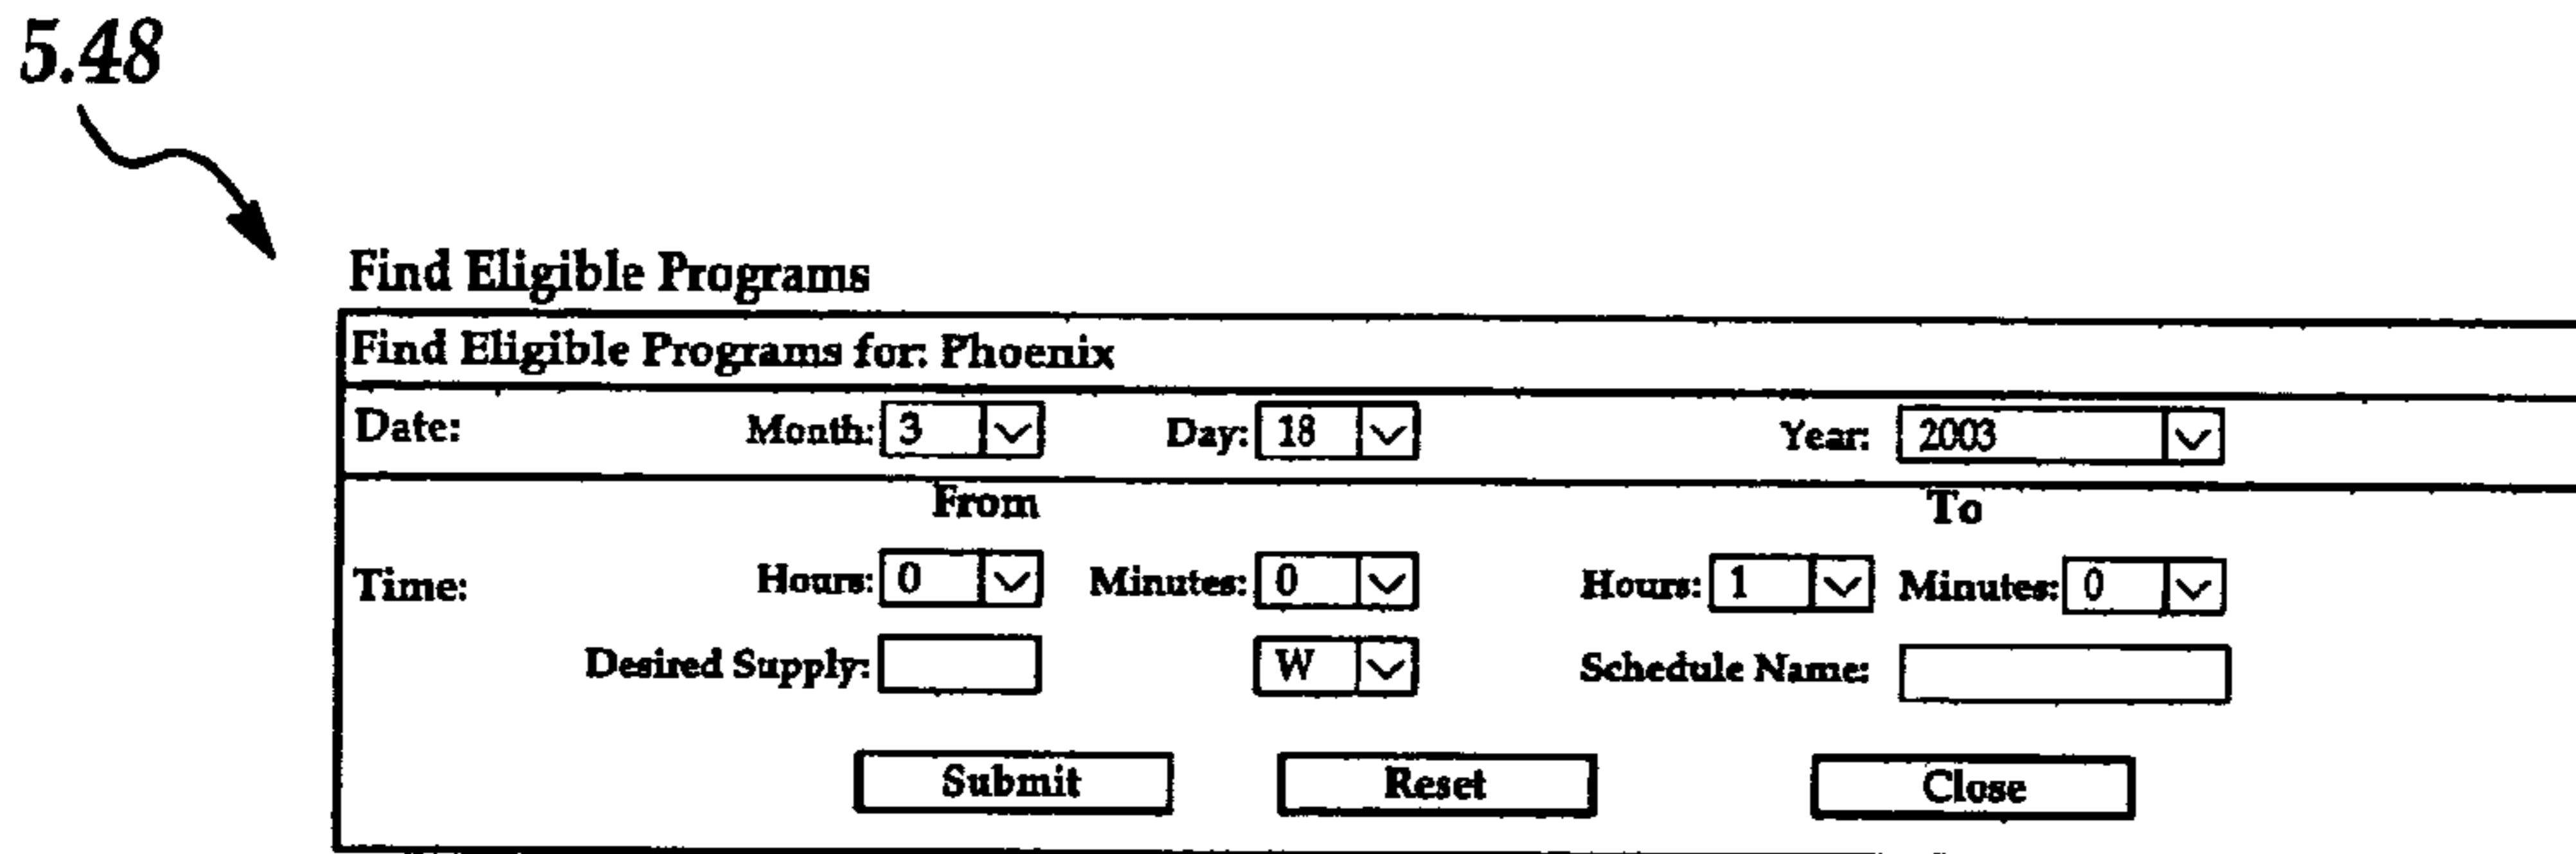 5.48
Find Eligible Programs
Find Eligible Programs for: Phoenix
Date: Month: 3 Day: 18 Year: 2003
From To
Time: Hours: 0 Minutes: 0 Hours: 1 Minutes: 0
Desired Supply: W Schedule Name:
Submit Reset Close